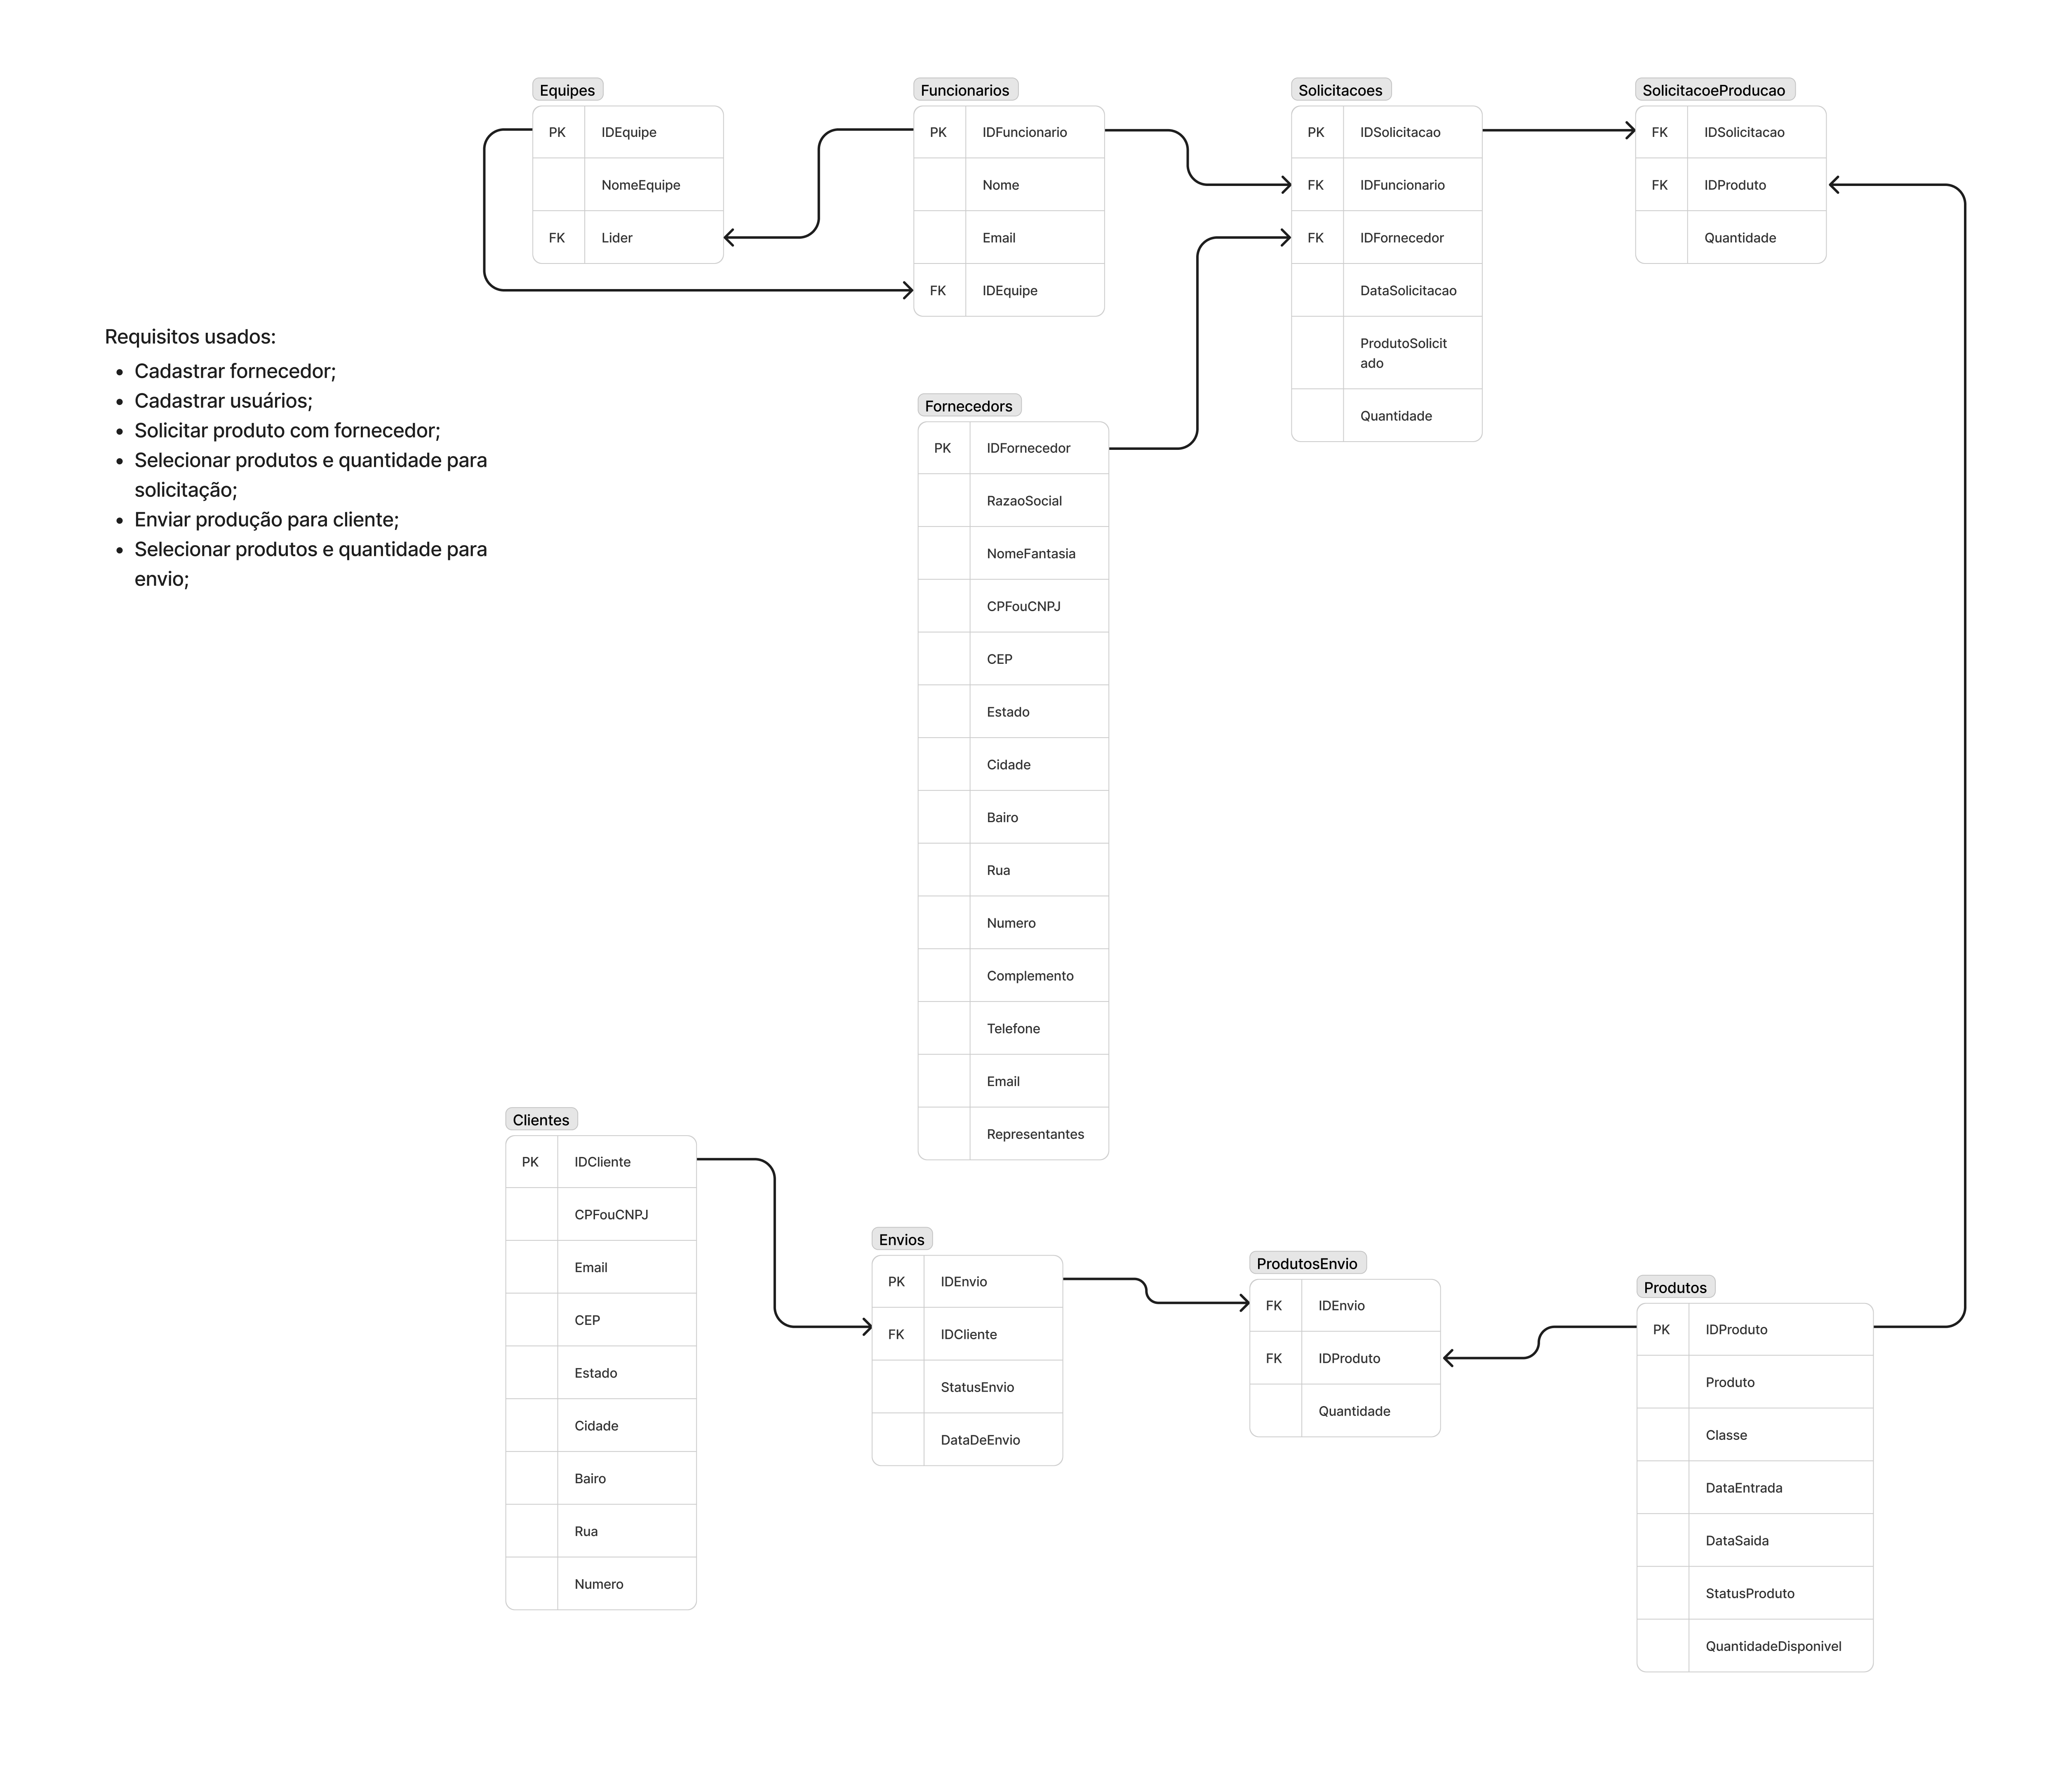 Equipes
PK IDEquipe
NomeEquipe
FK Lider
Funcionarios
PK IDFuncionario
Nome
Email
FK IDEquipe
Solicitacoes
PK IDSolicitacao
FK IDFuncionario
FK IDFornecedor
DataSolicitacao
ProdutoSolicit
ado
Quantidade
SolicitacoeProducao
FK IDSolicitacao
FK IDProduto
Quantidade
Requisitos usados:
• Cadastrar fornecedor;
• Cadastrar usuários;
• Solicitar produto com fornecedor;
• Selecionar produtos e quantidade para
solicitação;
• Enviar produção para cliente;
• Selecionar produtos e quantidade para
envio;
Fornecedors
PK IDFornecedor
RazaoSocial
NomeFantasia
CPFouCNPJ
CEP
Estado
Cidade
Bairo
Rua
Numero
Complemento
Telefone
Email
Representantes
Clientes
PK IDCliente
CPFouCNPJ
Email
CEP
Estado
Cidade
Bairo
Rua
Numero
Envios
PK IDEnvio
FK IDCliente
StatusEnvio
DataDeEnvio
ProdutosEnvio
FK IDEnvio
FK IDProduto
Quantidade
Produtos
PK IDProduto
Produto
Classe
DataEntrada
DataSaida
StatusProduto
QuantidadeDisponivel